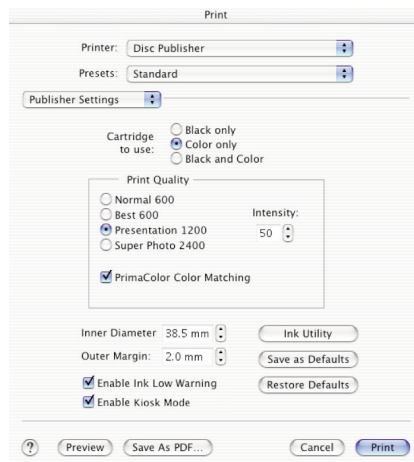 Print
Printer: Disc Publisher
Presets: Standard
Publisher Settings
Cartridge to use:
Black only
Color only
Black and Color
Print Quality
Normal 600
Best 600
Presentation 1200
Super Photo 2400
Intensity:
50
PrimaColor Color Matching
Inner Diameter 38.5 mm
Ink Utility
Outer Margin: 2.0 mm
Save as Defaults
Enable Ink Low Warning
Restore Defaults
Enable Kiosk Mode
? Preview Save As PDF... Cancel Print